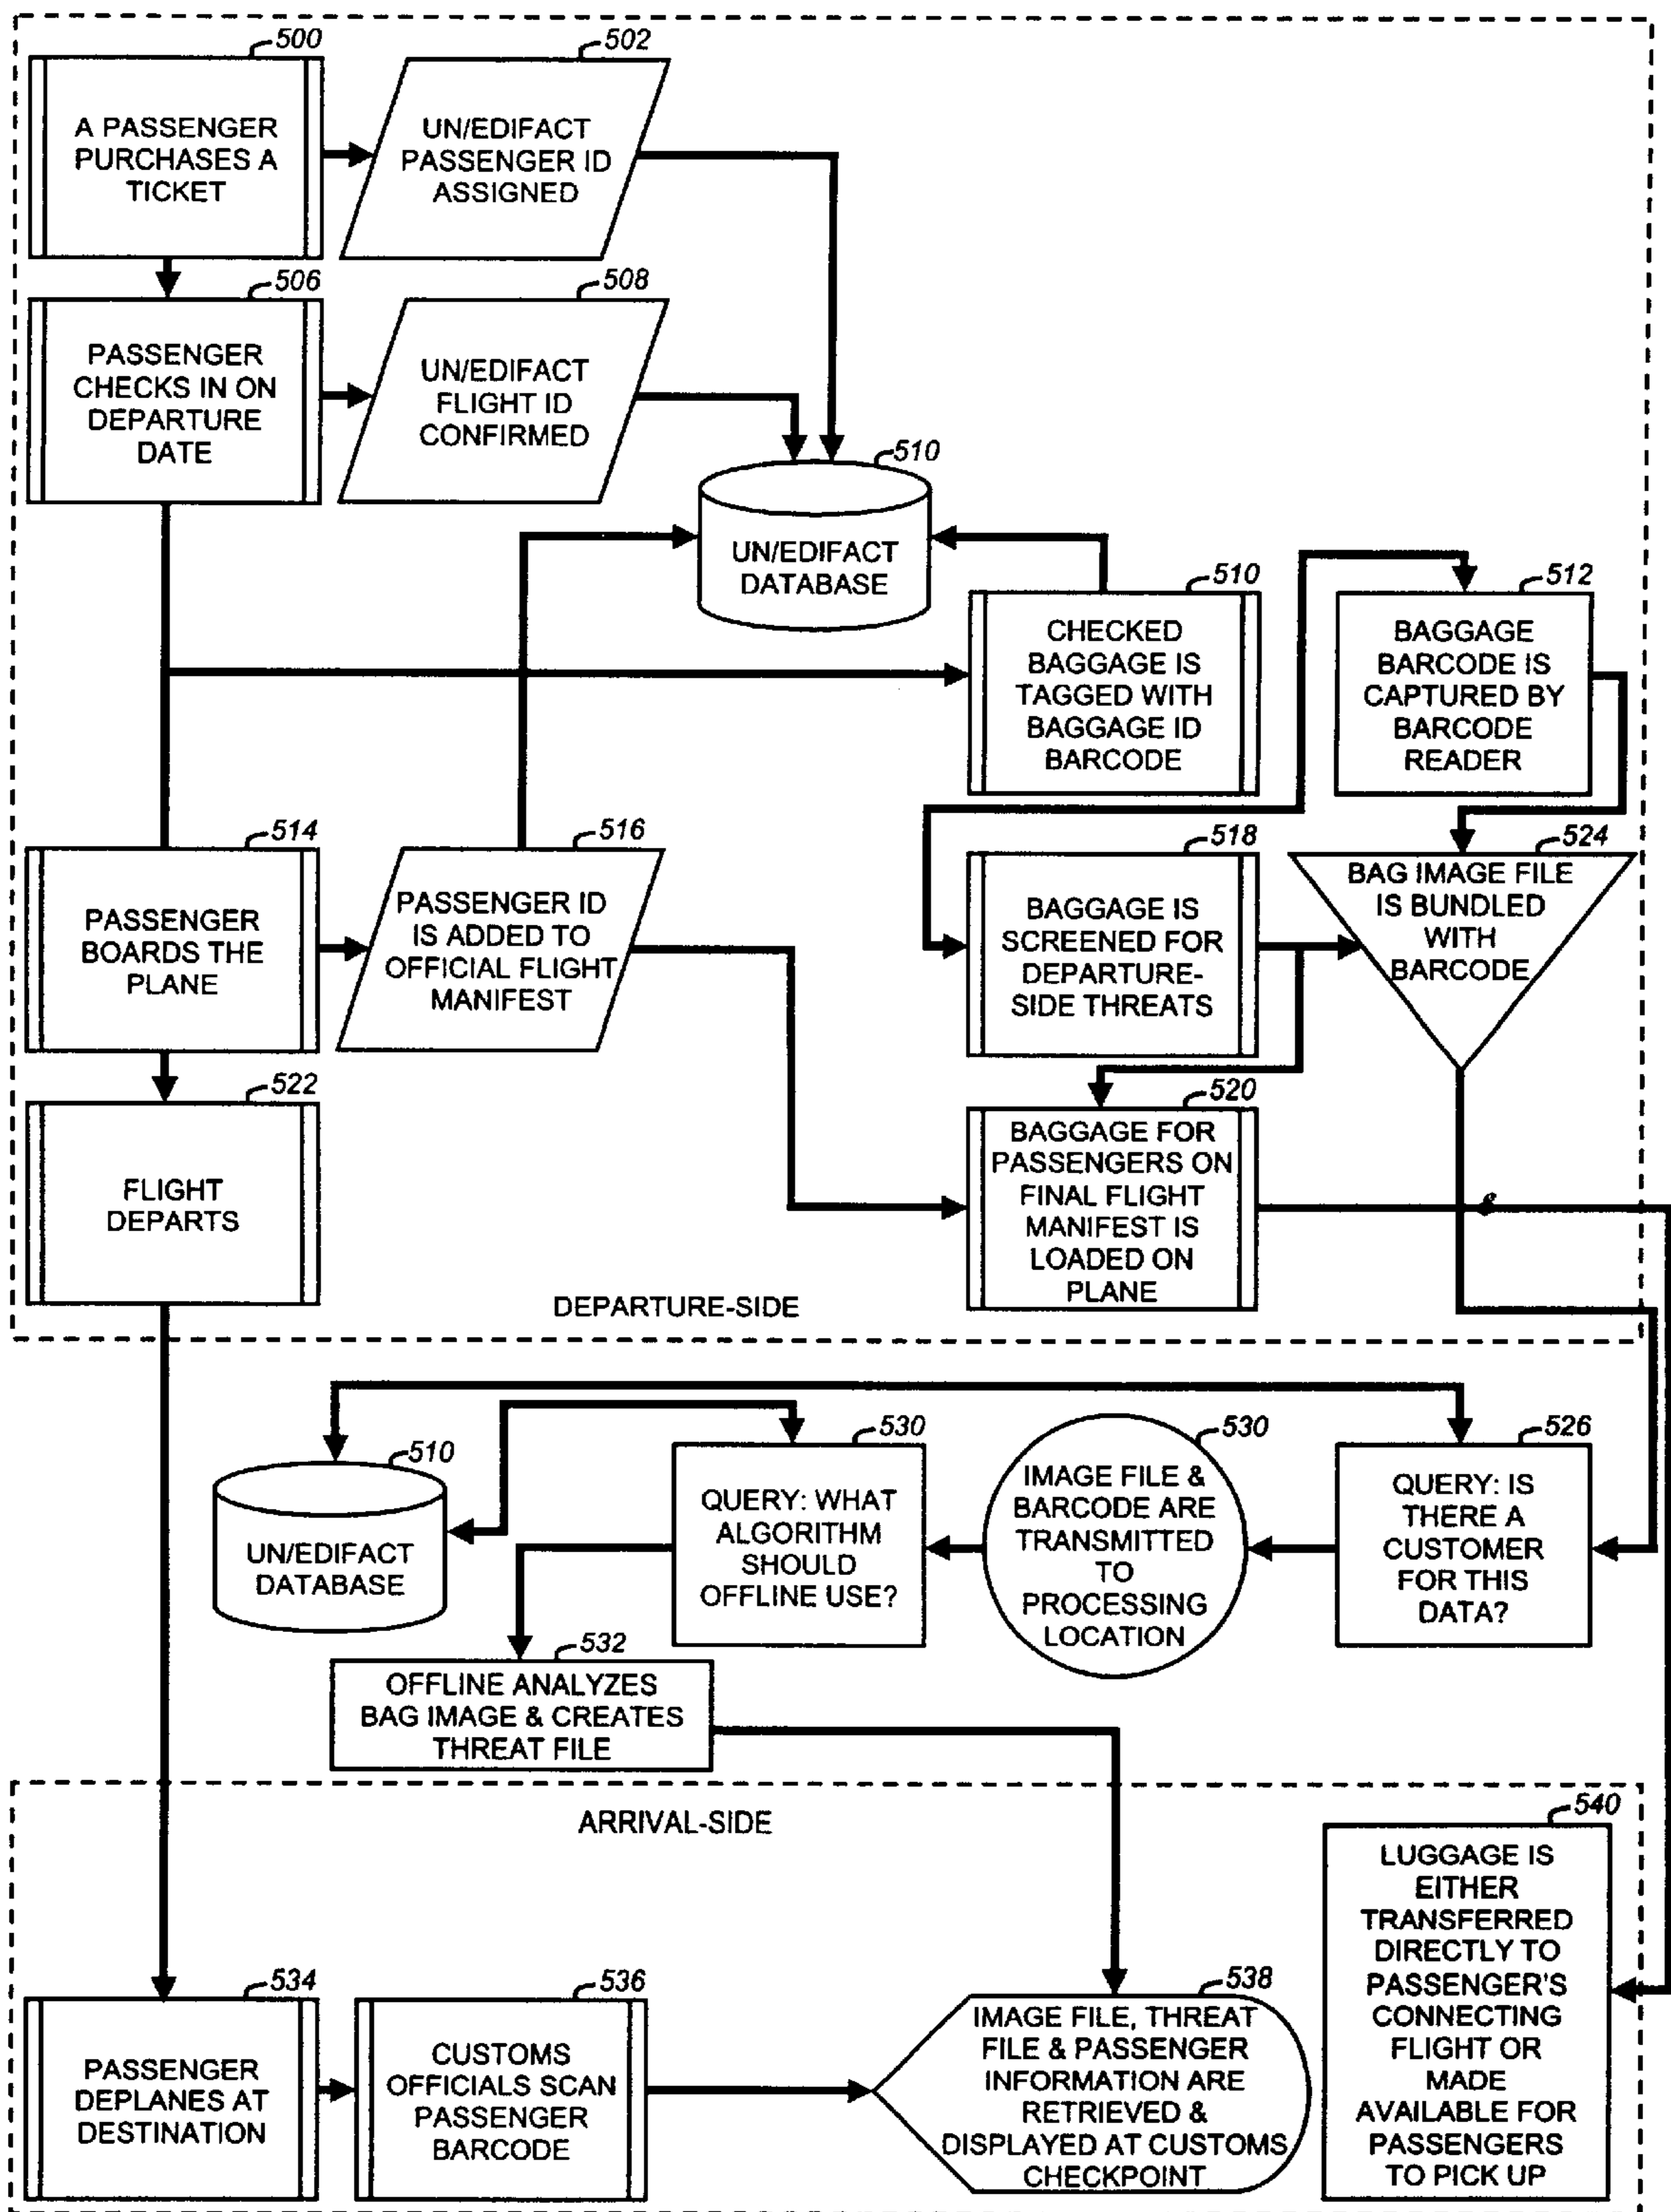 500
A PASSENGER
PURCHASES A
TICKET
502
UN/EDIFACT
PASSENGER ID
ASSIGNED
506
PASSENGER
CHECKS IN ON
DEPARTURE
DATE
508
UN/EDIFACT
FLIGHT ID
CONFIRMED
510
UN/EDIFACT
DATABASE
510
CHECKED
BAGGAGE IS
TAGGED WITH
BAGGAGE ID
BARCODE
512
BAGGAGE
BARCODE IS
CAPTURED BY
BARCODE
READER
514
PASSENGER
BOARDS THE
PLANE
516
PASSENGER ID
IS ADDED TO
OFFICIAL FLIGHT
MANIFEST
518
BAGGAGE IS
SCREENED FOR
DEPARTURE-
SIDE THREATS
524
BAG IMAGE FILE
IS BUNDLED
WITH
BARCODE
522
FLIGHT
DEPARTS
520
BAGGAGE FOR
PASSENGERS ON
FINAL FLIGHT
MANIFEST IS
LOADED ON
PLANE
DEPARTURE-SIDE
510
UN/EDIFACT
DATABASE
530
QUERY: WHAT
ALGORITHM
SHOULD
OFFLINE USE?
530
IMAGE FILE &
BARCODE ARE
TRANSMITTED
TO
PROCESSING
LOCATION
526
QUERY: IS
THERE A
CUSTOMER
FOR THIS
DATA?
532
OFFLINE ANALYZES
BAG IMAGE & CREATES
THREAT FILE
ARRIVAL-SIDE
534
PASSENGER
DEPLANES AT
DESTINATION
536
CUSTOMS
OFFICIALS SCAN
PASSENGER
BARCODE
538
IMAGE FILE, THREAT
FILE & PASSENGER
INFORMATION ARE
RETRIEVED &
DISPLAYED AT CUSTOMS
CHECKPOINT
540
LUGGAGE IS
EITHER
TRANSFERRED
DIRECTLY TO
PASSENGER'S
CONNECTING
FLIGHT OR
MADE
AVAILABLE FOR
PASSENGERS
TO PICK UP